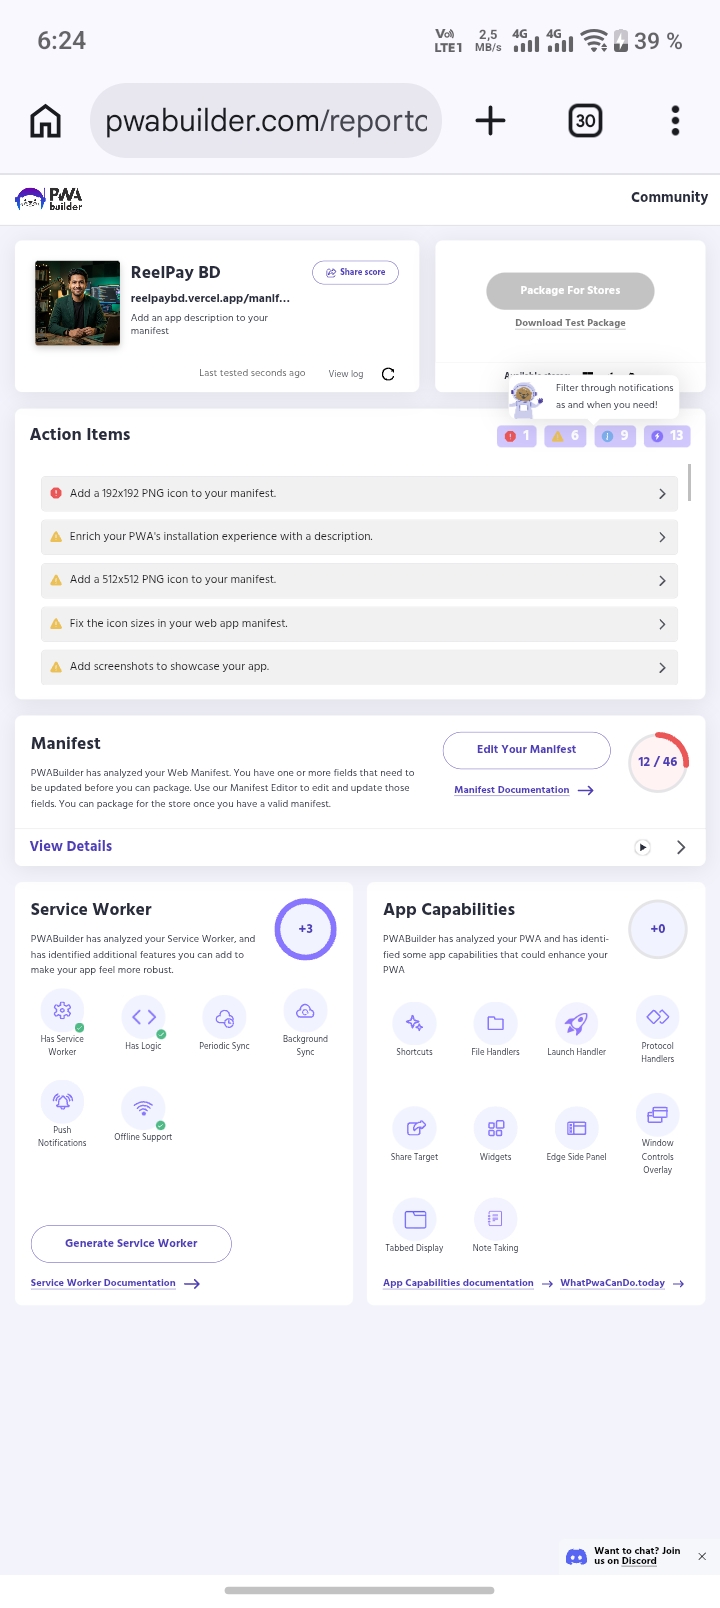 6:24
Vo)
LTE1
2,5
MB/s
4G
4G
39 %
pwabuilder.com/reportc
30
PWA
builder
Community
ReelPay BD
Share score
reelpaybd.vercel.app/manif...
Add an app description to your
manifest
Last tested seconds ago
View log
Package For Stores
Download Test Package
Filter through notifications
as and when you need!
Action Items
1
6
9
13
Add a 192x192 PNG icon to your manifest.
Enrich your PWA's installation experience with a description.
Add a 512x512 PNG icon to your manifest.
Fix the icon sizes in your web app manifest.
Add screenshots to showcase your app.
Manifest
PWABuilder has analyzed your Web Manifest. You have one or more fields that need to
be updated before you can package. Use our Manifest Editor to edit and update those
fields. You can package for the store once you have a valid manifest.
Edit Your Manifest
Manifest Documentation
12 / 46
View Details
Service Worker
PWABuilder has analyzed your Service Worker, and
has identified additional features you can add to
make your app feel more robust.
+3
Has Service
Worker
Has Logic
Periodic Sync
Background
Sync
Push
Notifications
Offline Support
Generate Service Worker
Service Worker Documentation
App Capabilities
PWABuilder has analyzed your PWA and has identi-
fied some app capabilities that could enhance your
PWA
+0
Shortcuts
File Handlers
Launch Handler
Protocol
Handlers
Share Target
Widgets
Edge Side Panel
Window
Controls
Overlay
Tabbed Display
Note Taking
App Capabilities documentation
WhatPwaCanDo.today
Want to chat? Join
us on Discord